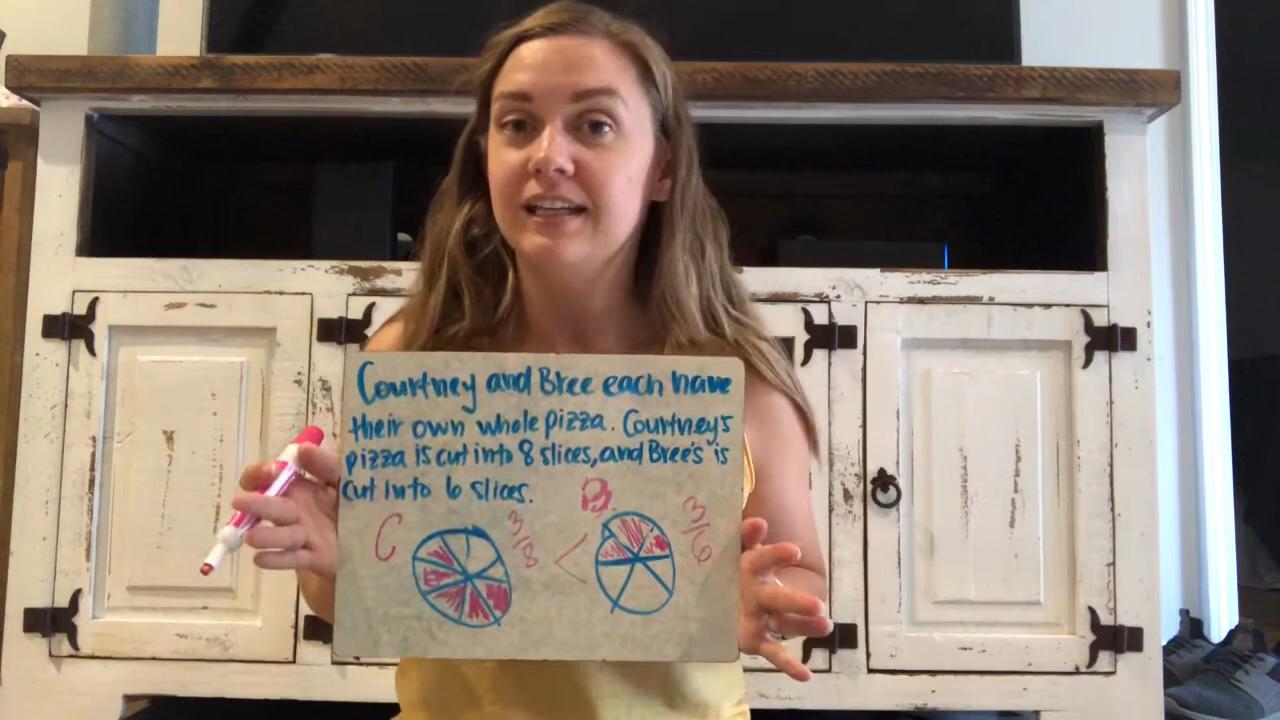 Courtney and Bree each have
their own whole pizza. Courtney's
pizza is cut into 8 slices, and Bree's is
cut into 6 slices.
C 3/8 < B 3/6